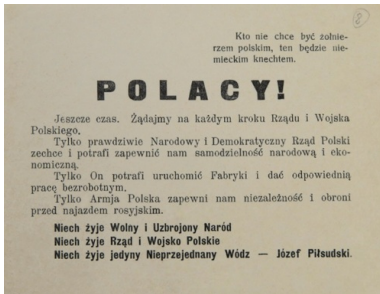 8
Kto nie chce być żołnie-
rzem polskim, ten będzie nie-
mieckim knechtem.
POLACY!
Jeszcze czas. Żądajmy na każdym kroku Rządu i Wojska
Polskiego.
Tylko prawdziwie Narodowy i Demokratyczny Rząd Polski
zechce i potrafi zapewnić nam samodzielność narodową i eko-
nomiczną.
Tylko On potrafi uruchomić Fabryki i dać odpowiednią
pracę bezrobotnym.
Tylko Armja Polska zapewni nam niezależność i obroni
przed najazdem rosyjskim.
Niech żyje Wolny i Uzbrojony Naród
Niech żyje Rząd i Wojsko Polskie
Niech żyje jedyny Nieprzejednany Wódz — Józef Piłsudski.